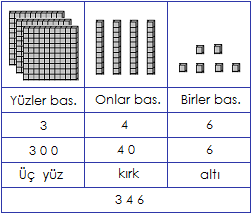 Yüzler bas. Onlar bas. Birler bas.
3 4 6
3 0 0 4 0 6
Üç yüz kırk altı
3 4 6